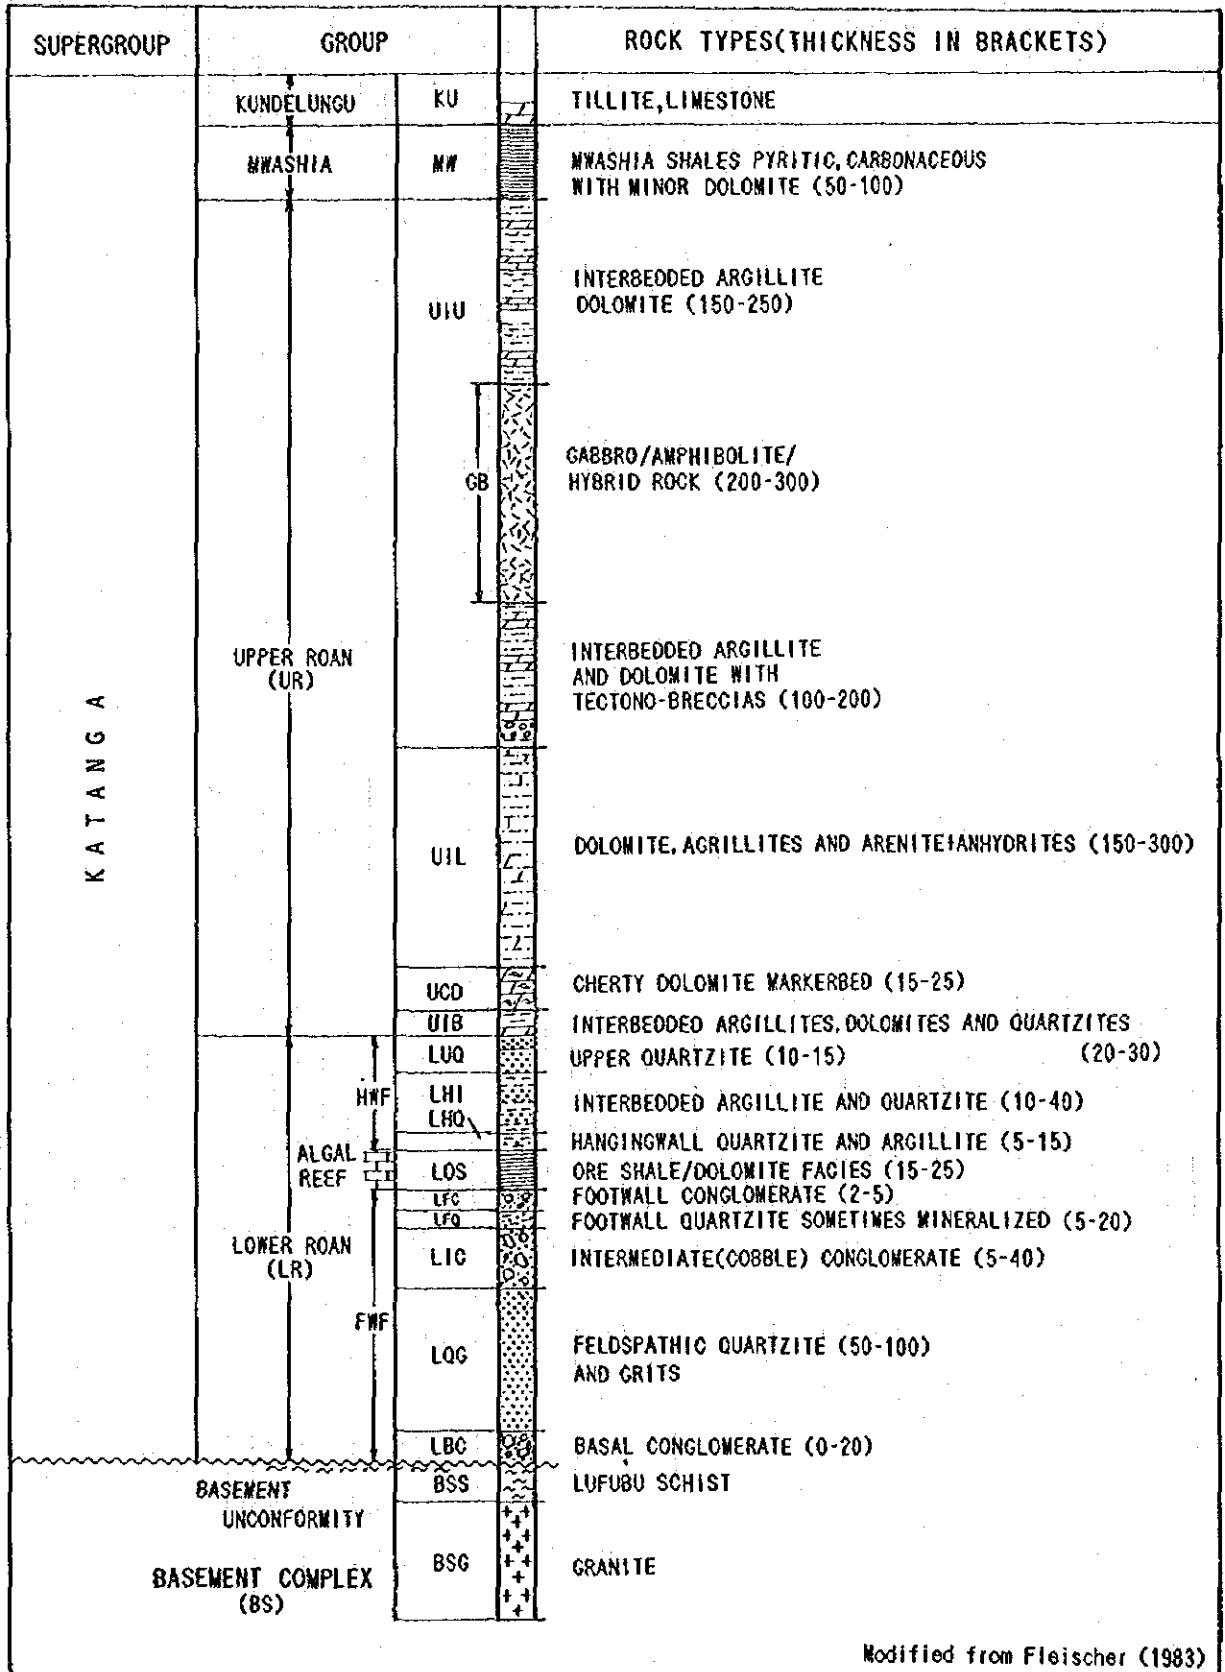 SUPERGROUP GROUP ROCK TYPES(THICKNESS IN BRACKETS)
KUNDELUNGU KU TILLITE,LIMESTONE
MWASHIA MW MWASHIA SHALES PYRITIC,CARBONACEOUS
WITH MINOR DOLOMITE (50-100)
UIU INTERBEDDED ARGILLITE
DOLOMITE (150-250)
GB GABBRO/AMPHIBOLITE/
HYBRID ROCK (200-300)
UPPER ROAN
(UR)
INTERBEDDED ARGILLITE
AND DOLOMITE WITH
TECTONO-BRECCIAS (100-200)
KATANGA
UIL DOLOMITE, AGRILLITES AND ARENITE±ANHYDRITES (150-300)
UCD CHERTY DOLOMITE MARKERBED (15-25)
UIB INTERBEDDED ARGILLITES,DOLOMITES AND QUARTZITES
LUQ UPPER QUARTZITE (10-15) (20-30)
HWF LHI INTERBEDDED ARGILLITE AND QUARTZITE (10-40)
LHQ HANGINGWALL QUARTZITE AND ARGILLITE (5-15)
ALGAL
REEF
LOS ORE SHALE/DOLOMITE FACIES (15-25)
LFC FOOTWALL CONGLOMERATE (2-5)
LFQ FOOTWALL QUARTZITE SOMETIMES MINERALIZED (5-20)
LOWER ROAN
(LR)
LIC INTERMEDIATE(COBBLE) CONGLOMERATE (5-40)
FWF
LQG FELDSPATHIC QUARTZITE (50-100)
AND GRITS
LBC BASAL CONGLOMERATE (0-20)
BASEMENT BSS LUFUBU SCHIST
UNCONFORMITY
BASEMENT COMPLEX
(BS)
BSG GRANITE
Modified from Fleischer (1983)